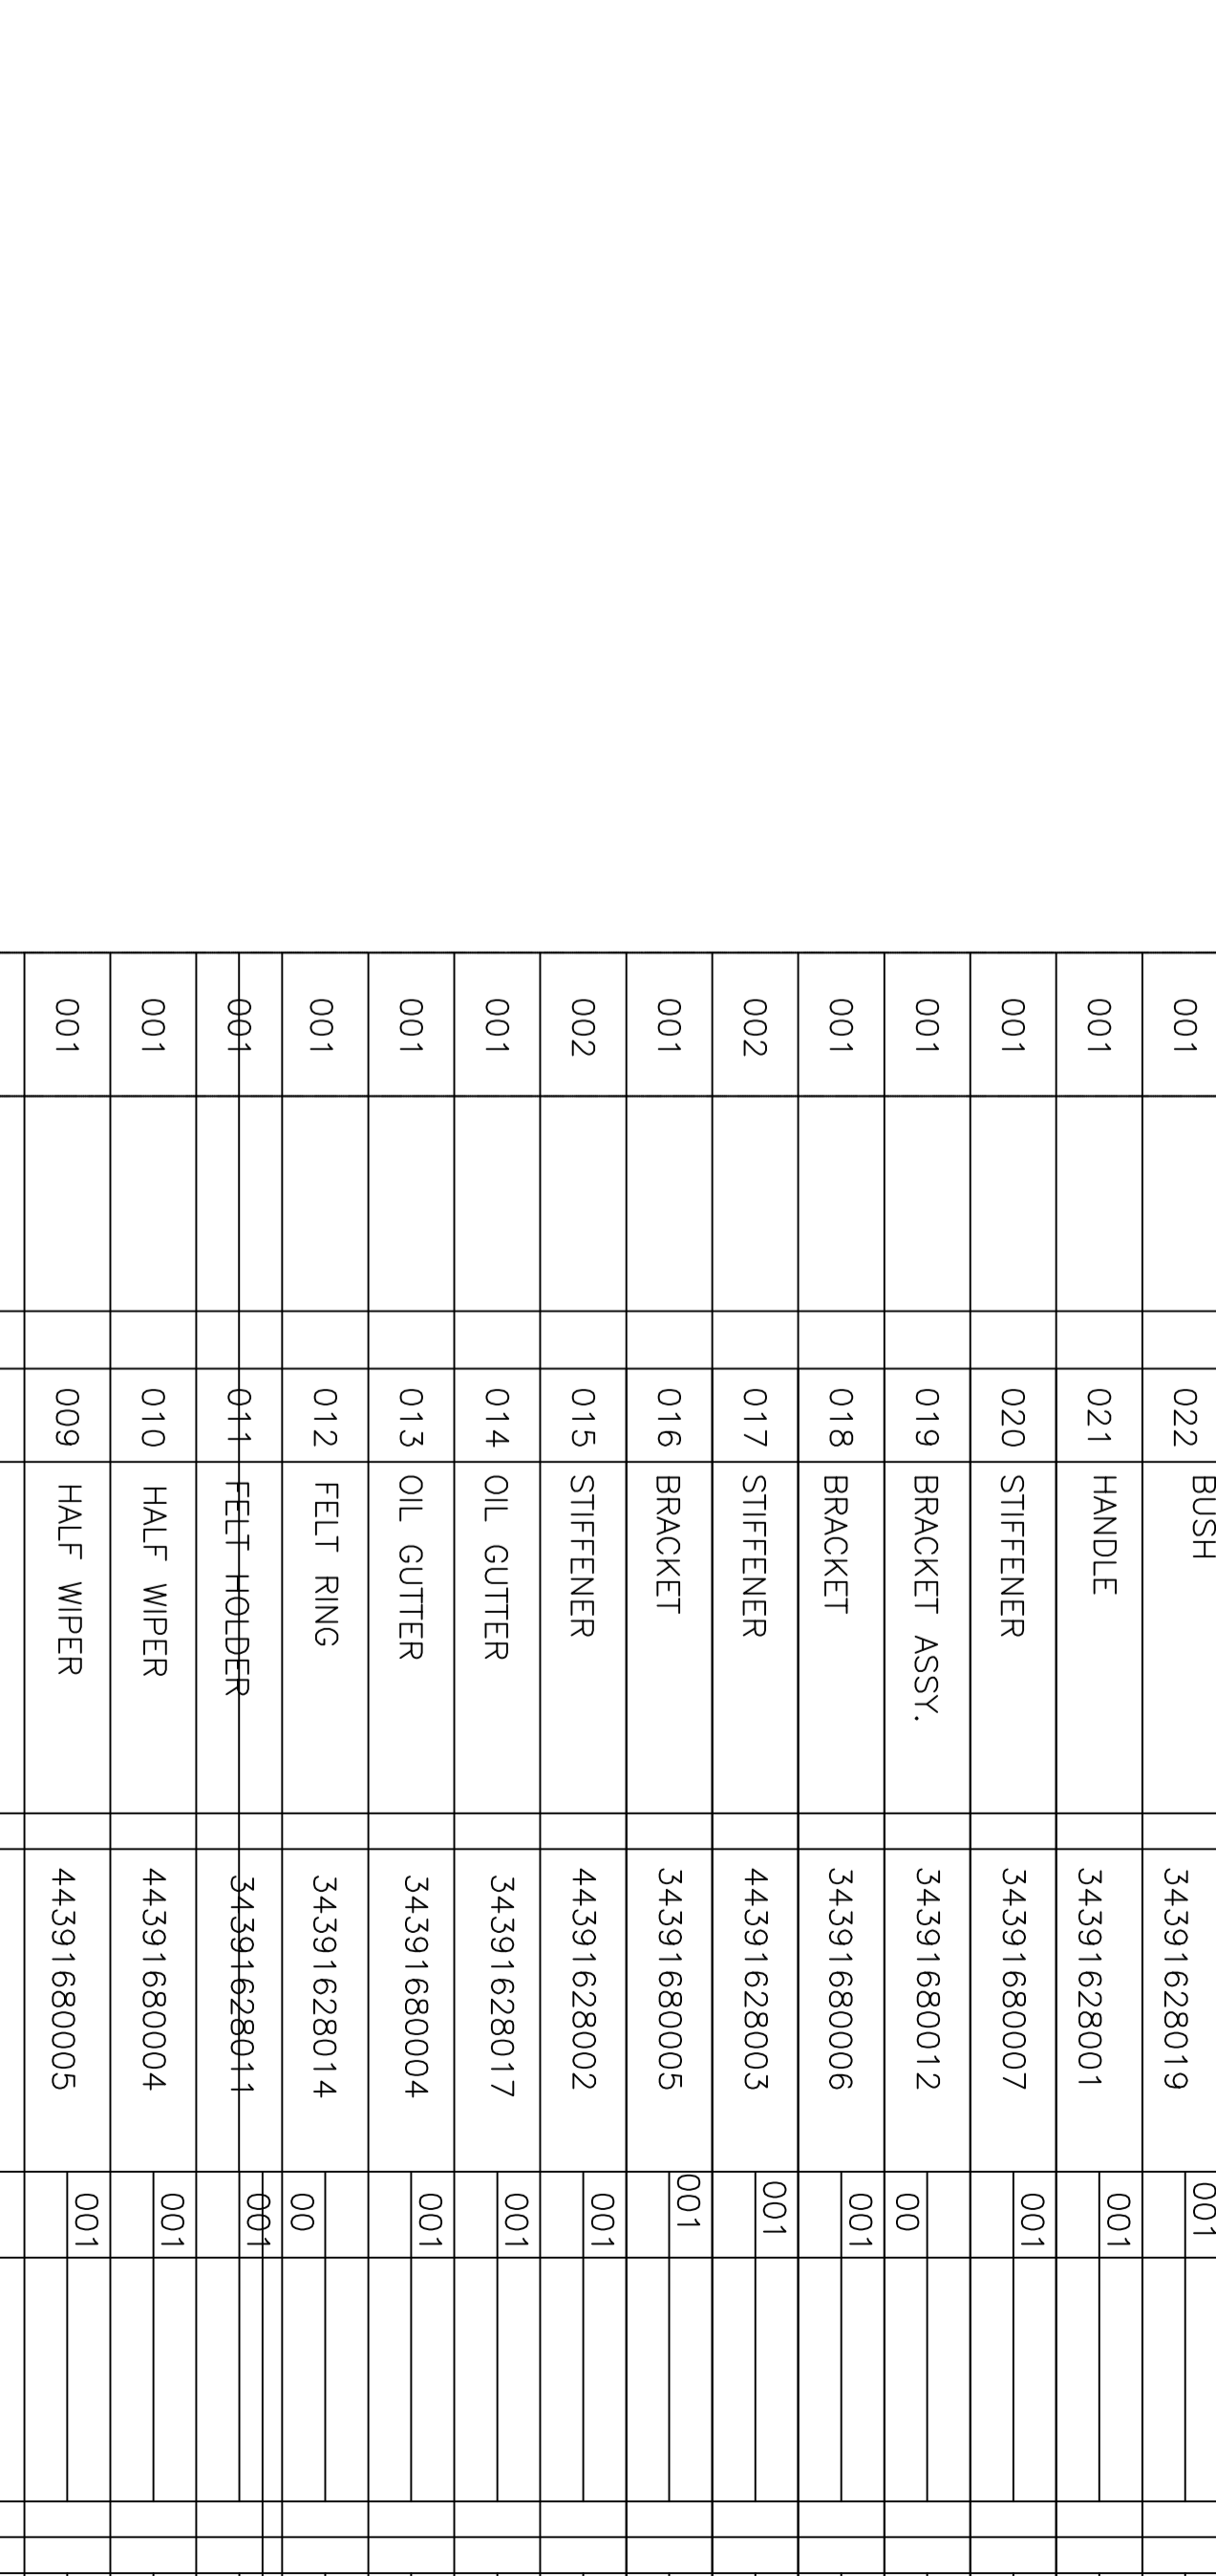 001 022 BUSH 34391628019 001
001 021 HANDLE 34391628001 001
001 020 STIFFENER 34391680007 001
001 019 BRACKET ASSY. 34391680012 00
001 018 BRACKET 34391680006 001
002 017 STIFFENER 44391628003 001
001 016 BRACKET 34391680005 001
002 015 STIFFENER 44391628002 001
001 014 OIL GUTTER 34391628017 001
001 013 OIL GUTTER 34391680004 001
001 012 FELT RING 34391628014 00
001 011 FELT HOLDER 34391628011 001
001 010 HALF WIPER 44391680004 001
001 009 HALF WIPER 44391680005 001